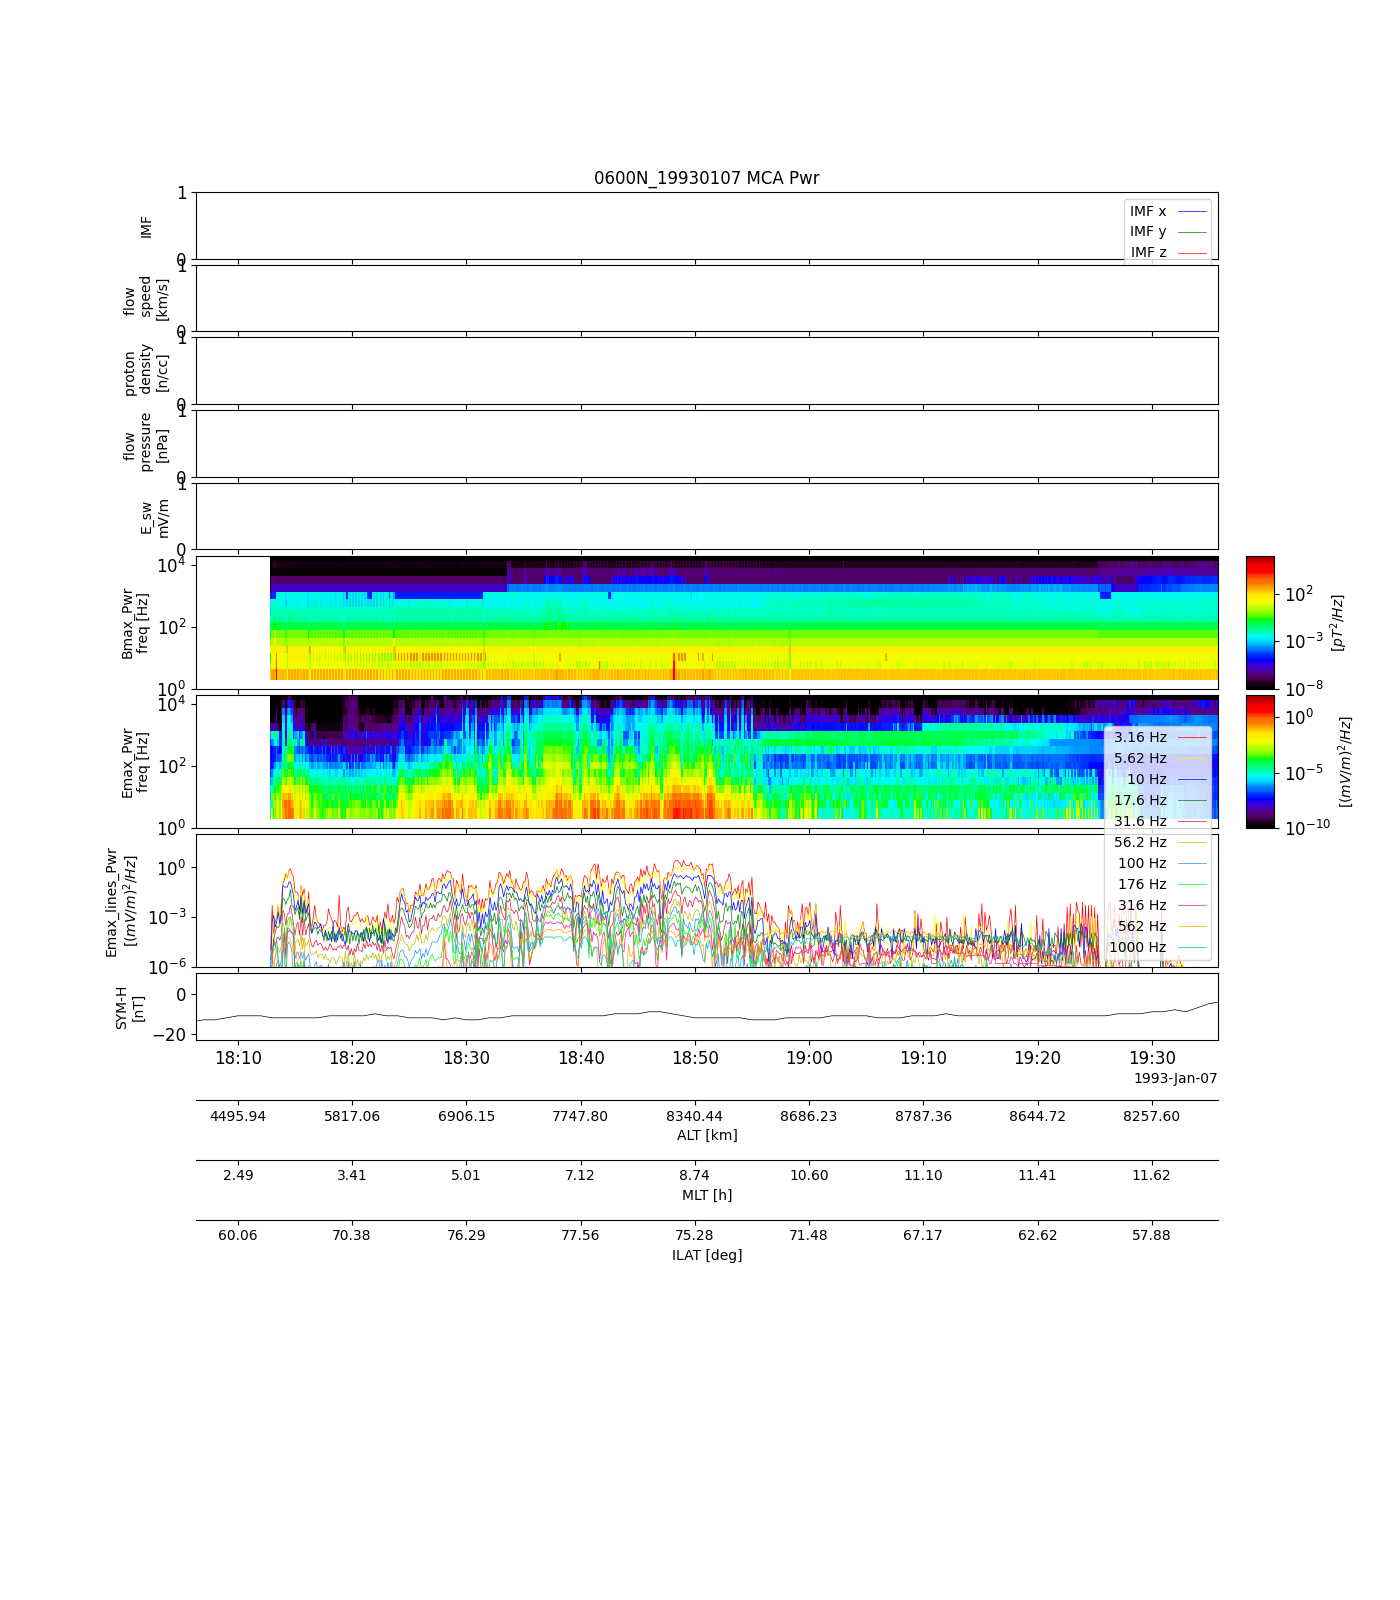 0600N_19930107 MCA Pwr
1
IMF
0
IMF x
IMF y
IMF z
1
flow
speed
[km/s]
0
1
proton
density
[n/cc]
0
1
flow
pressure
[nPa]
0
1
E_sw
mV/m
0
10^4
10^2
10^0
Bmax_Pwr
freq [Hz]
10^2
10^-3
10^-8
[pT^2/Hz]
10^4
10^2
10^0
Emax_Pwr
freq [Hz]
10^0
10^-5
10^-10
[(mV/m)^2/Hz]
3.16 Hz
5.62 Hz
10 Hz
17.6 Hz
31.6 Hz
56.2 Hz
100 Hz
176 Hz
316 Hz
562 Hz
1000 Hz
10^0
10^-3
10^-6
Emax_lines_Pwr
[(mV/m)^2/Hz]
0
−20
SYM-H
[nT]
18:10 18:20 18:30 18:40 18:50 19:00 19:10 19:20 19:30
1993-Jan-07
4495.94 5817.06 6906.15 7747.80 8340.44 8686.23 8787.36 8644.72 8257.60
ALT [km]
2.49 3.41 5.01 7.12 8.74 10.60 11.10 11.41 11.62
MLT [h]
60.06 70.38 76.29 77.56 75.28 71.48 67.17 62.62 57.88
ILAT [deg]